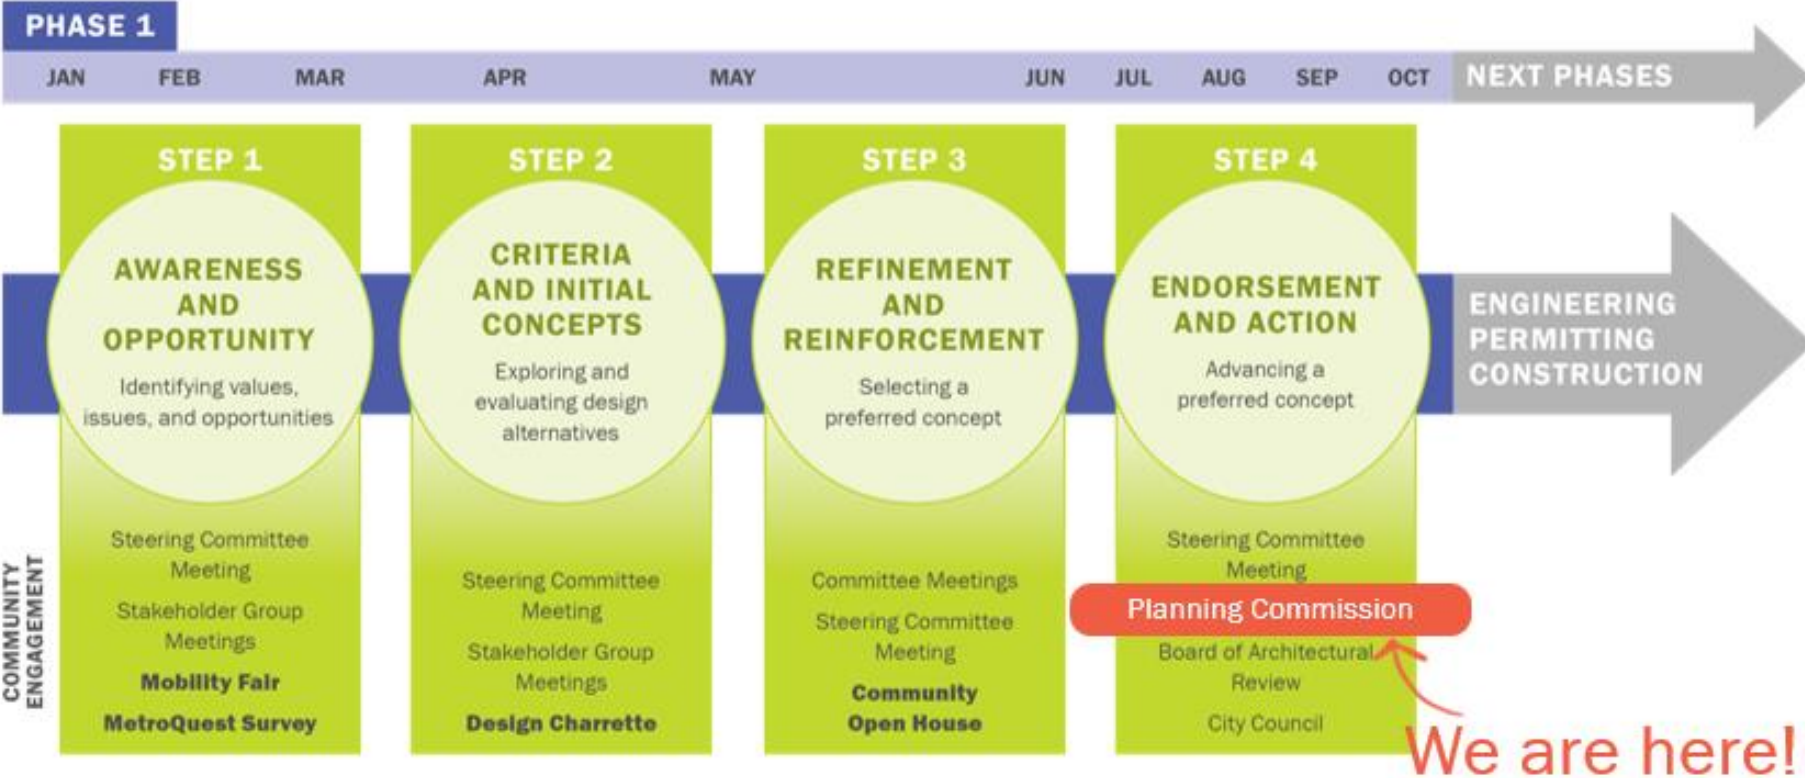 PHASE 1
JAN FEB MAR APR MAY JUN JUL AUG SEP OCT NEXT PHASES
STEP 1
AWARENESS
AND
OPPORTUNITY
Identifying values,
issues, and opportunities
Steering Committee
Meeting
Stakeholder Group
Meetings
Mobility Fair
MetroQuest Survey
STEP 2
CRITERIA
AND INITIAL
CONCEPTS
Exploring and
evaluating design
alternatives
Steering Committee
Meeting
Stakeholder Group
Meetings
Design Charrette
STEP 3
REFINEMENT
AND
REINFORCEMENT
Selecting a
preferred concept
Committee Meetings
Steering Committee
Meeting
Community
Open House
STEP 4
ENDORSEMENT
AND ACTION
Advancing a
preferred concept
Steering Committee
Meeting
Planning Commission
Board of Architectural
Review
City Council
ENGINEERING
PERMITTING
CONSTRUCTION
COMMUNITY
ENGAGEMENT
We are here!